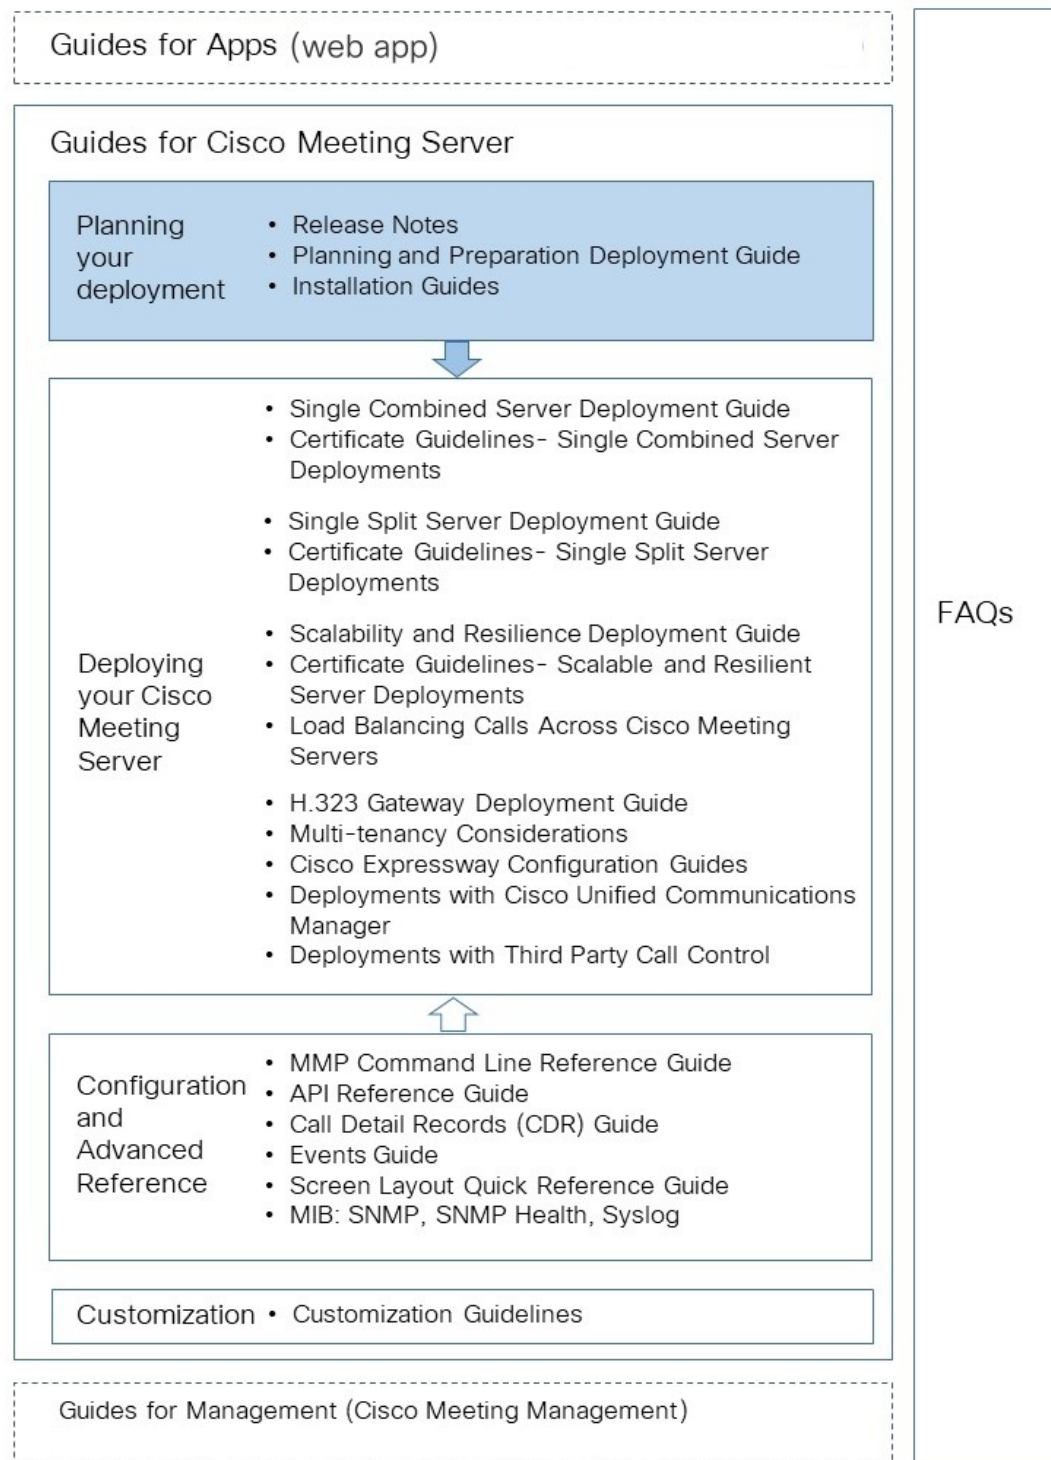 Guides for Apps (web app)
Guides for Cisco Meeting Server
Planning
your
deployment
• Release Notes
• Planning and Preparation Deployment Guide
• Installation Guides
Deploying
your Cisco
Meeting
Server
• Single Combined Server Deployment Guide
• Certificate Guidelines- Single Combined Server
Deployments
• Single Split Server Deployment Guide
• Certificate Guidelines- Single Split Server
Deployments
• Scalability and Resilience Deployment Guide
• Certificate Guidelines- Scalable and Resilient
Server Deployments
• Load Balancing Calls Across Cisco Meeting
Servers
• H.323 Gateway Deployment Guide
• Multi-tenancy Considerations
• Cisco Expressway Configuration Guides
• Deployments with Cisco Unified Communications
Manager
• Deployments with Third Party Call Control
Configuration
and
Advanced
Reference
• MMP Command Line Reference Guide
• API Reference Guide
• Call Detail Records (CDR) Guide
• Events Guide
• Screen Layout Quick Reference Guide
• MIB: SNMP, SNMP Health, Syslog
Customization • Customization Guidelines
Guides for Management (Cisco Meeting Management)
FAQs